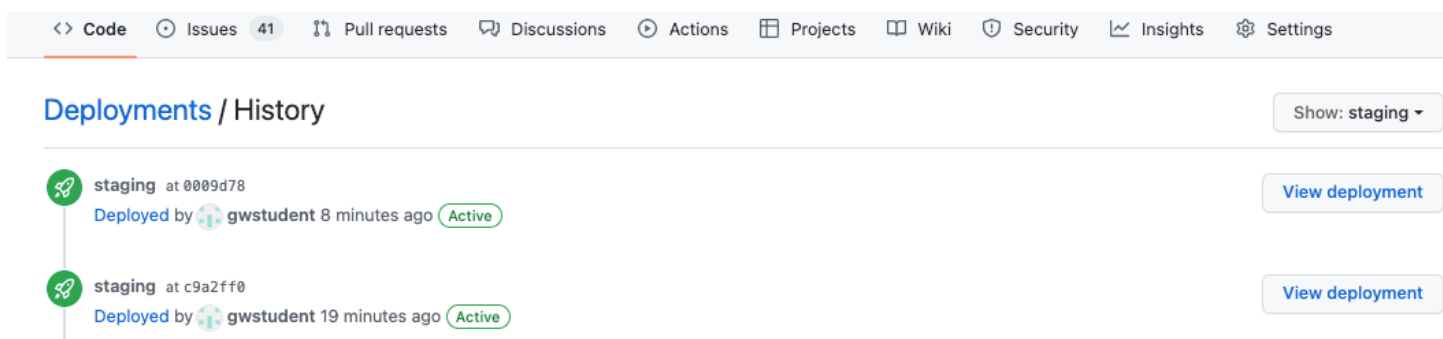 Code Issues 41 Pull requests Discussions Actions Projects Wiki Security Insights Settings
Deployments / History
Show: staging
staging at 0009d78
View deployment
Deployed by gwstudent 8 minutes ago Active
staging at c9a2ff0
View deployment
Deployed by gwstudent 19 minutes ago Active